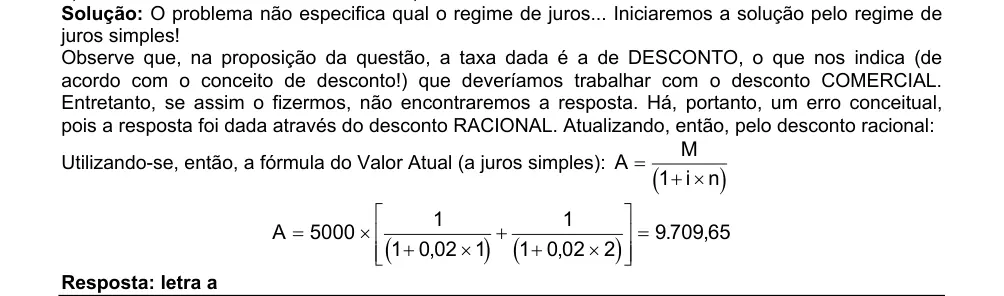 Solução: O problema não especifica qual o regime de juros... Iniciaremos a solução pelo regime de
juros simples!
Observe que, na proposição da questão, a taxa dada é a de DESCONTO, o que nos indica (de
acordo com o conceito de desconto!) que deveríamos trabalhar com o desconto COMERCIAL.
Entretanto, se assim o fizermos, não encontraremos a resposta. Há, portanto, um erro conceitual,
pois a resposta foi dada através do desconto RACIONAL. Atualizando, então, pelo desconto racional:
Utilizando-se, então, a fórmula do Valor Atual (a juros simples): A = M / (1 + i × n)
A = 5000 × [ 1 / (1 + 0,02 × 1) + 1 / (1 + 0,02 × 2) ] = 9.709,65
Resposta: letra a